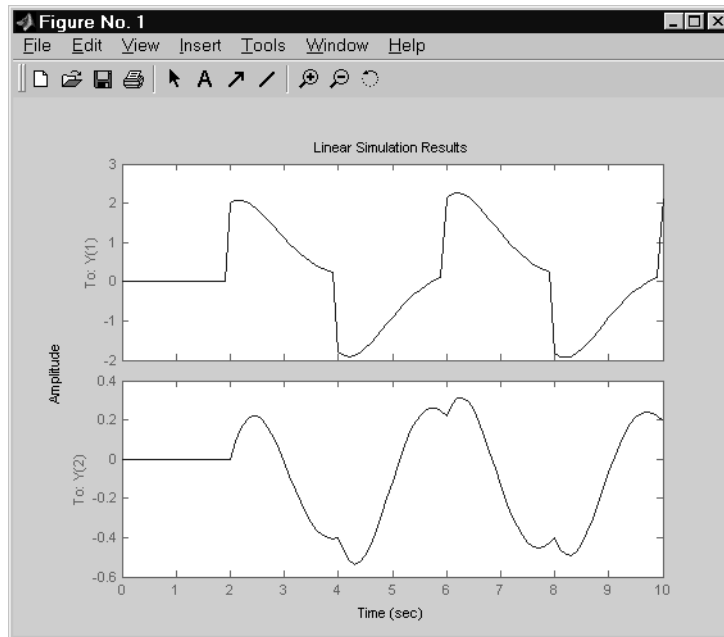 Figure No. 1
File Edit View Insert Tools Window Help
A
Linear Simulation Results
3
2
1
0
-1
-2
To: Y(1)
Amplitude
0.4
0.2
0
-0.2
-0.4
-0.6
To: Y(2)
0 1 2 3 4 5 6 7 8 9 10
Time (sec)